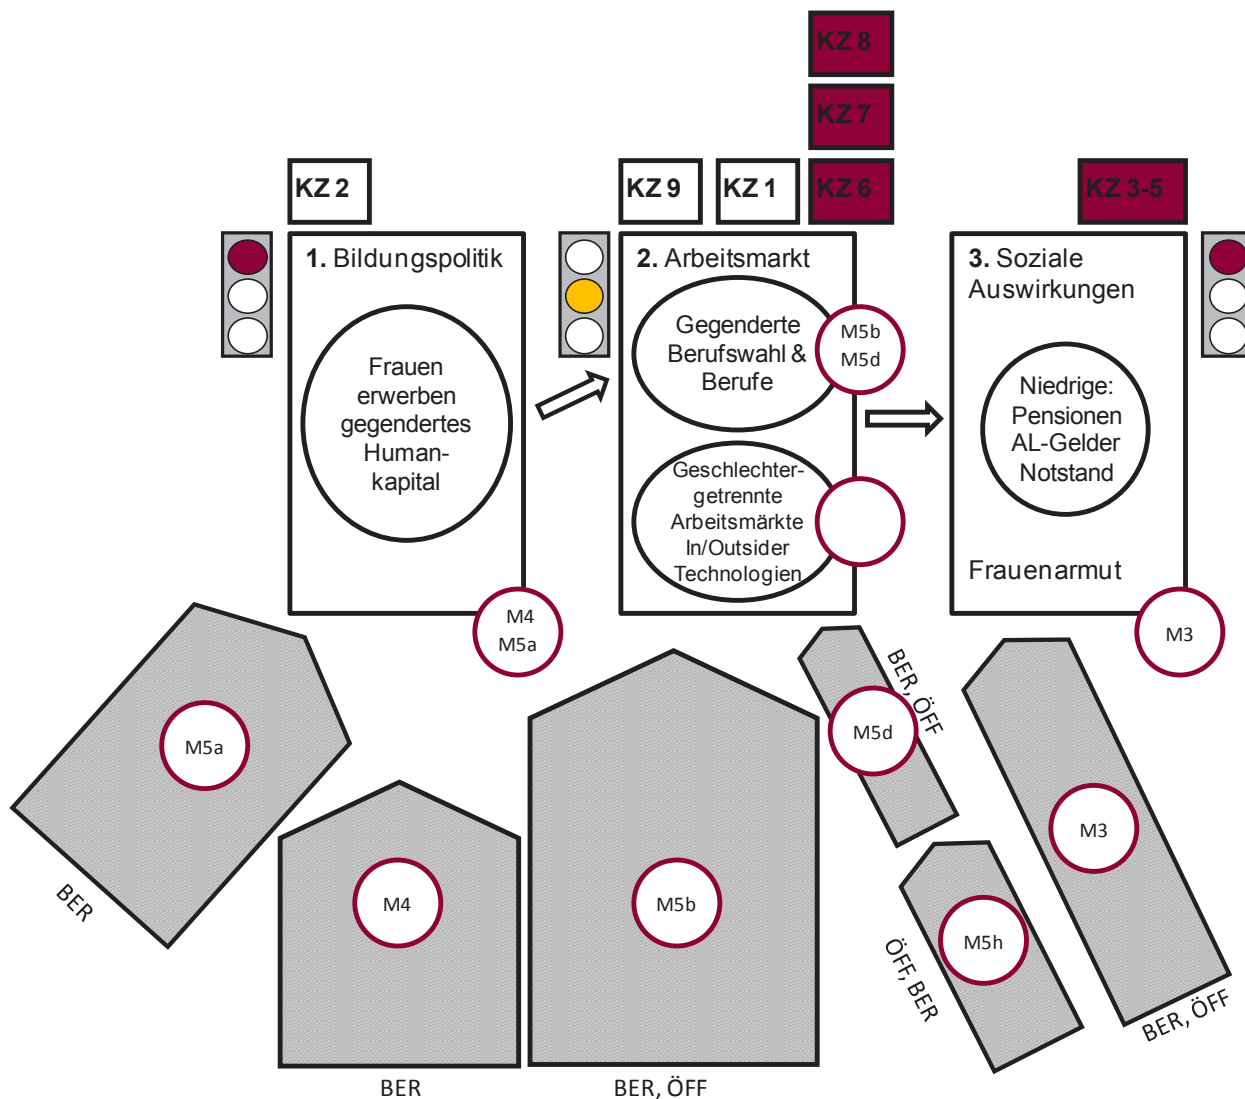 KZ 8
KZ 7
KZ 2
KZ 9
KZ 1
KZ 6
KZ 3-5
1. Bildungspolitik
Frauen
erwerben
gegendertes
Human-
kapital
M4
M5a
2. Arbeitsmarkt
Gegenderte
Berufswahl &
Berufe
M5b
M5d
Geschlechter-
getrennte
Arbeitsmärkte
In/Outsider
Technologien
3. Soziale
Auswirkungen
Niedrige:
Pensionen
AL-Gelder
Notstand
Frauenarmut
M3
M5a
BER
M4
BER
M5b
BER, ÖFF
M5d
BER, ÖFF
M5h
ÖFF, BER
M3
BER, ÖFF